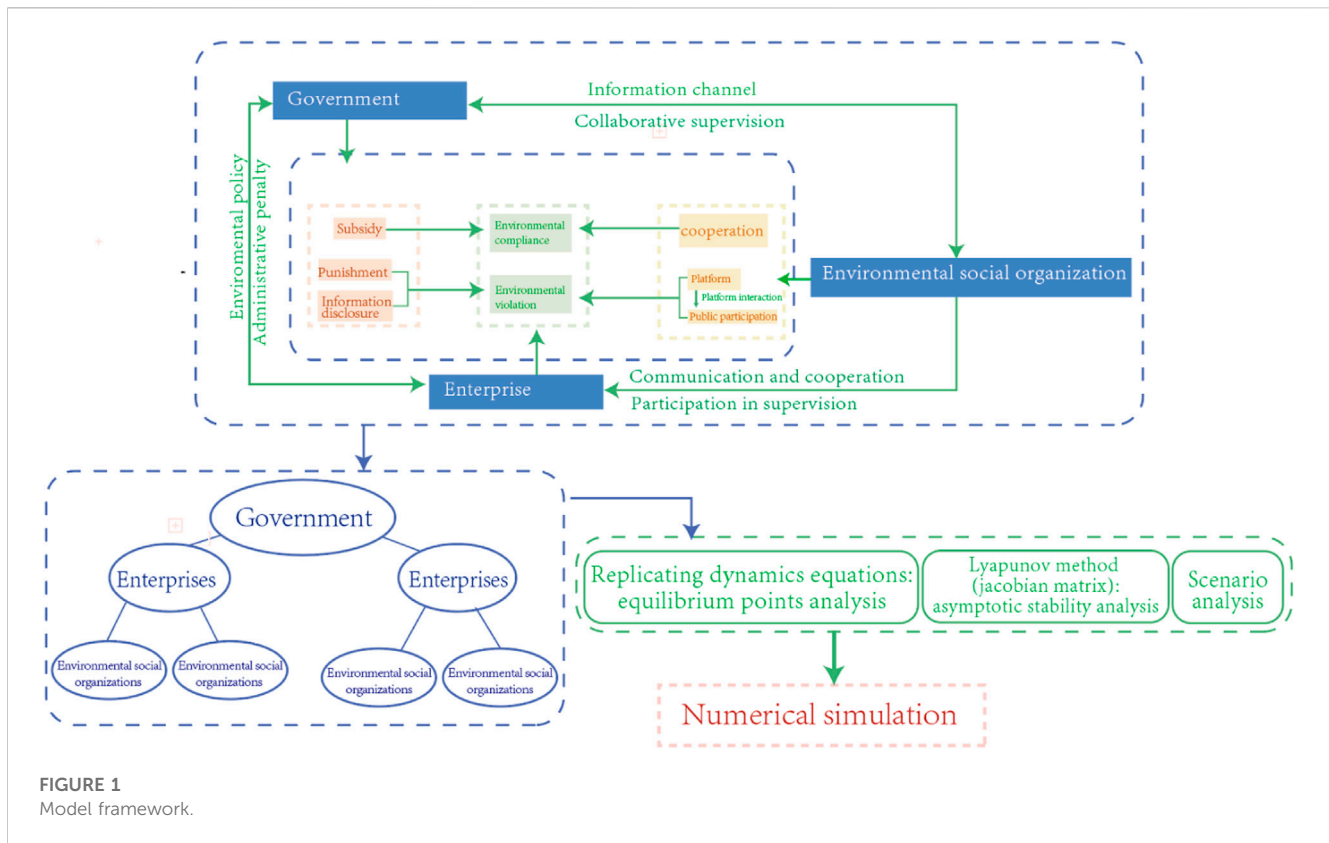 Government
Information channel
Collaborative supervision
Enviromental policy
Administrative penalty
Subsidy
Environmental
compliance
cooperation
Punishment
Information
disclosure
Environmental
violation
Platform
Platform interaction
Public participation
Environmental social organization
Enterprise
Communication and cooperation
Participation in supervision
Government
Enterprises
Enterprises
Environmental social
organizations
Environmental social
organizations
Environmental social
organizations
Environmental social
organizations
Replicating dynamics equations:
equilibrium points analysis
Lyapunov method
(jacobian matrix):
asymptotic stability analysis
Scenario
analysis
Numerical simulation
FIGURE 1
Model framework.